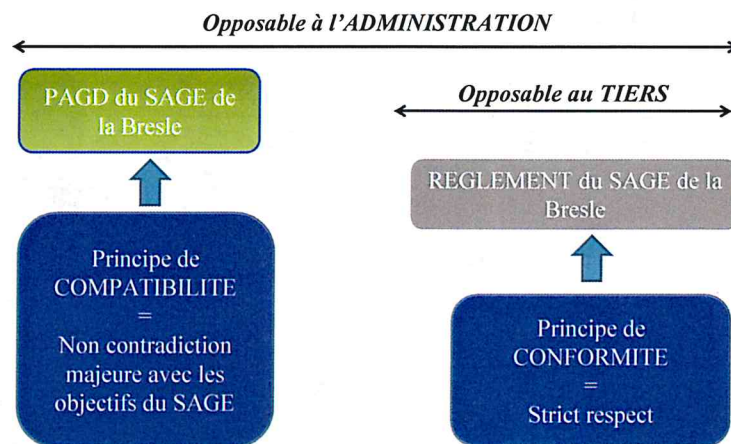 Opposable à l'ADMINISTRATION
PAGD du SAGE de
la Bresle
Opposable au TIERS
REGLEMENT du SAGE de la
Bresle
Principe de
COMPATIBILITE
=
Non contradiction
majeure avec les
objectifs du SAGE
Principe de
CONFORMITE
=
Strict respect